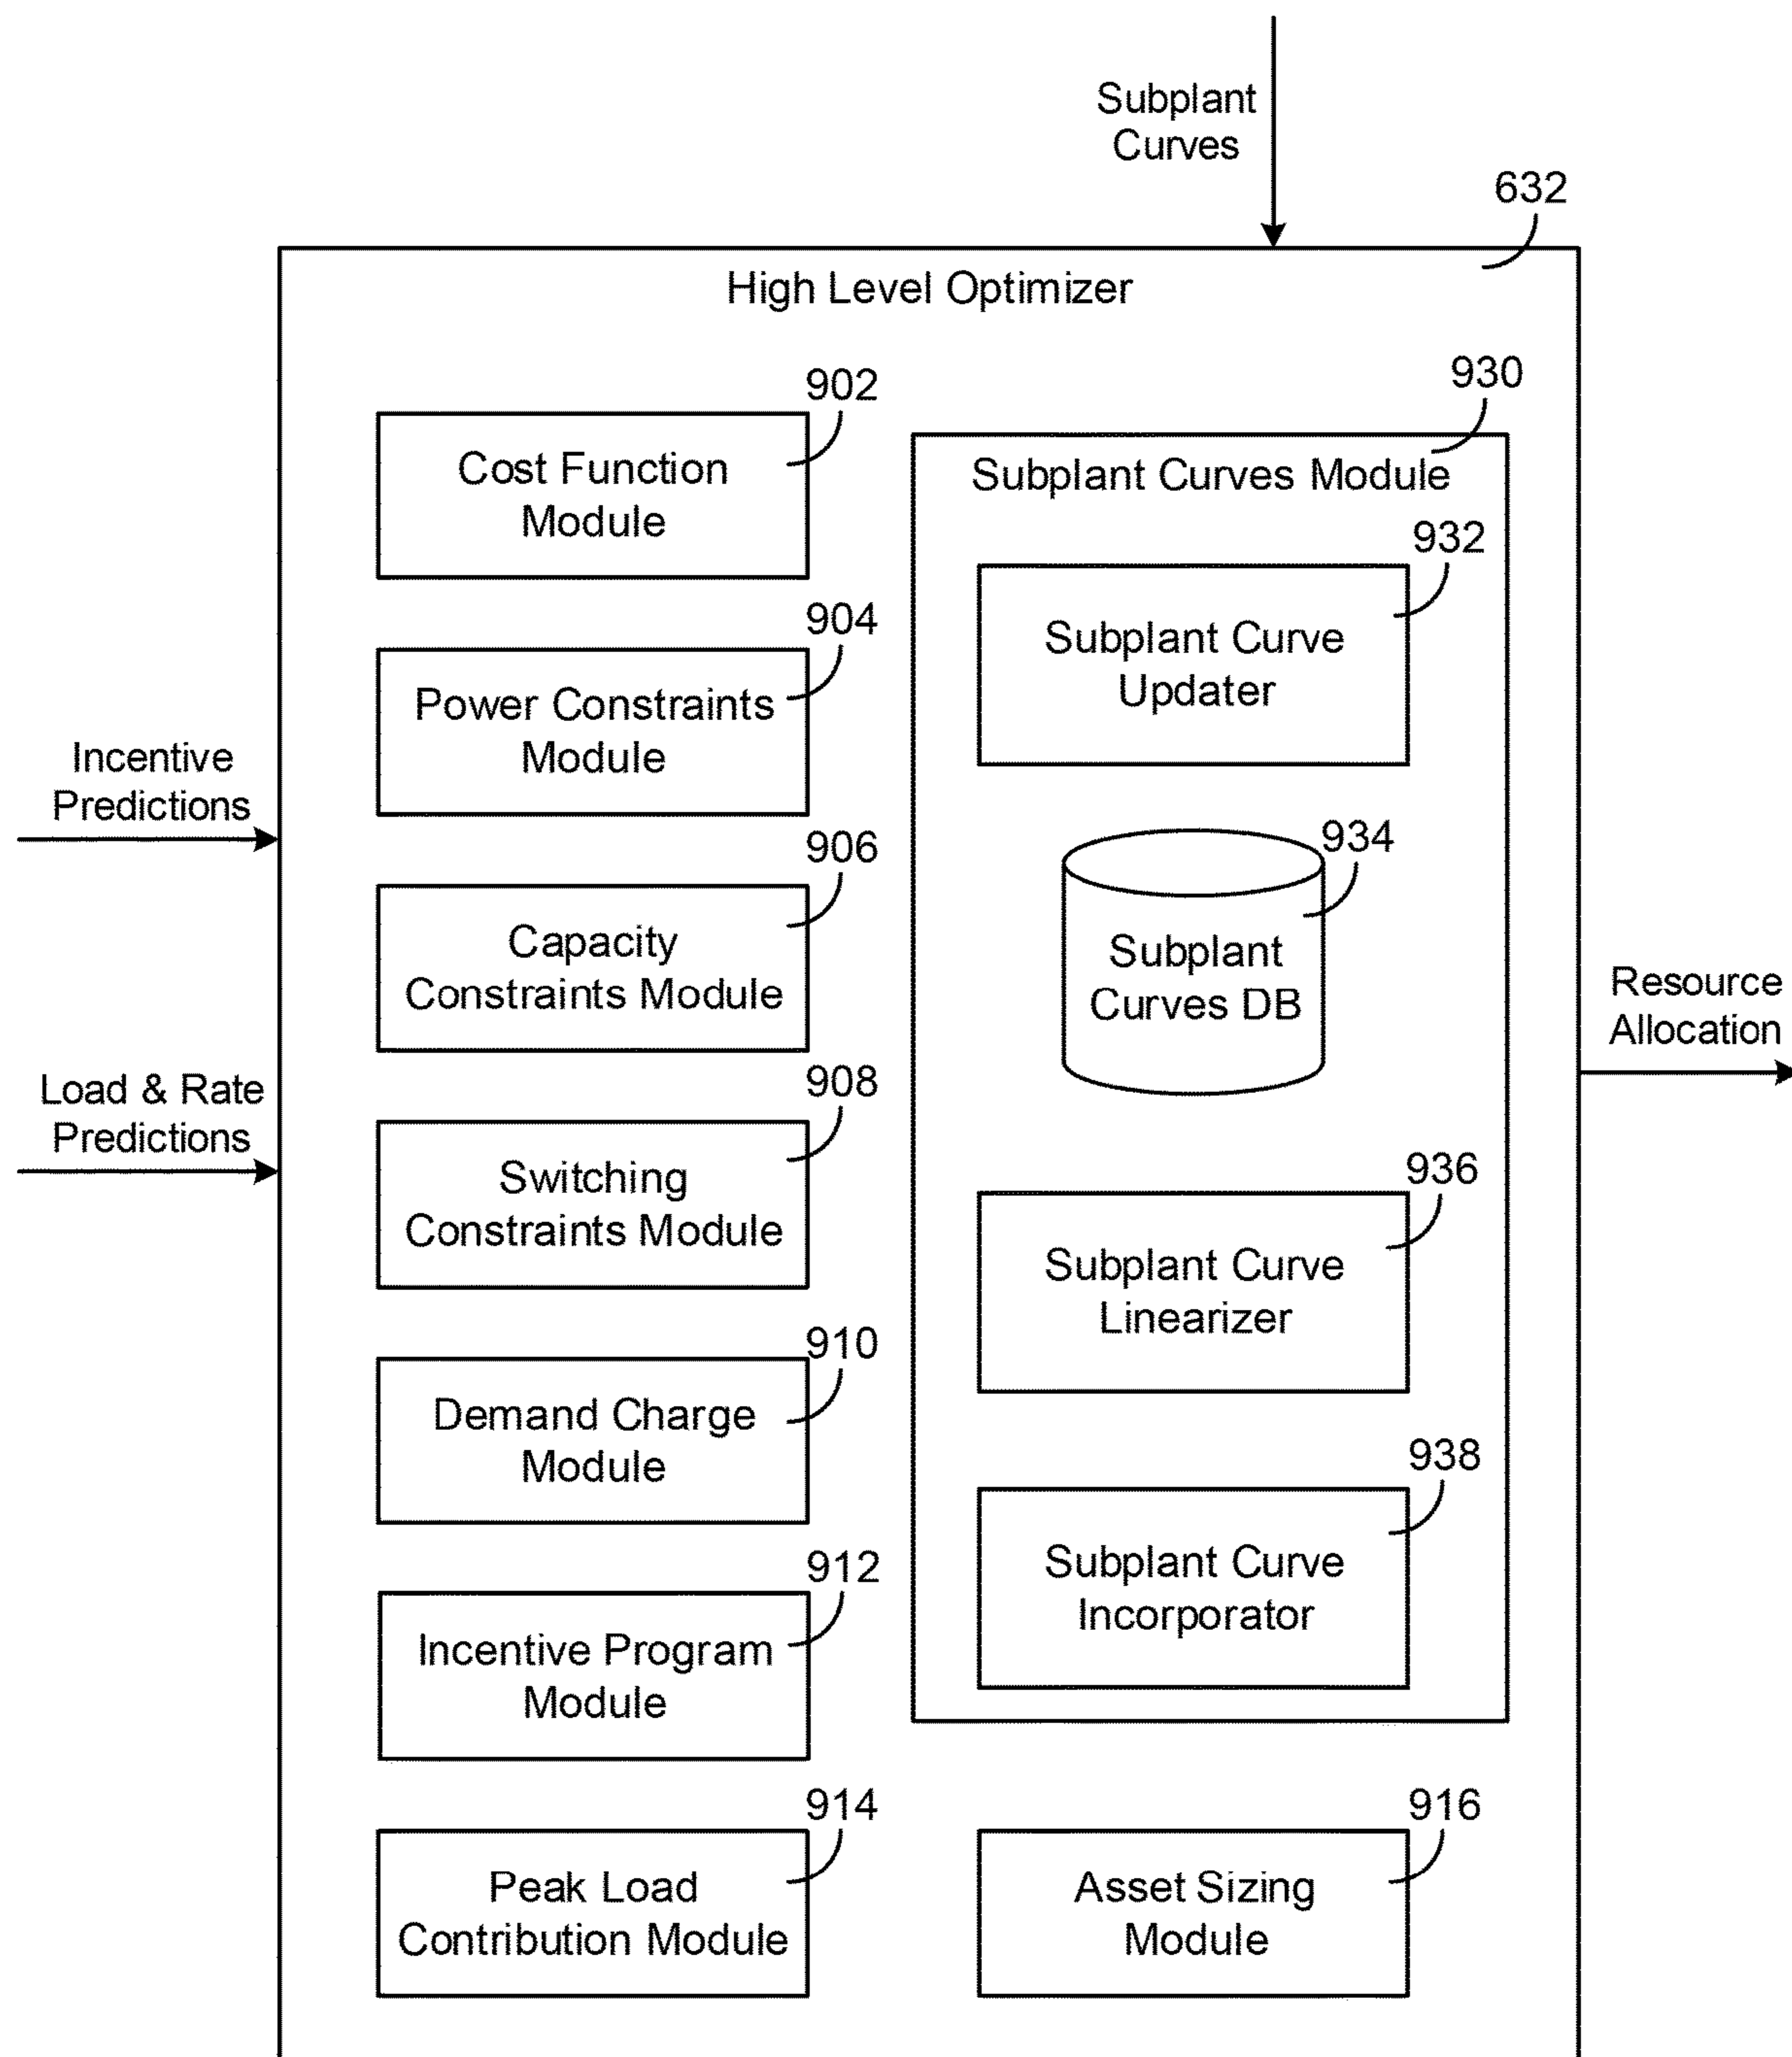 Subplant
Curves
632
High Level Optimizer
902
Cost Function
Module
904
Power Constraints
Module
906
Capacity
Constraints Module
908
Switching
Constraints Module
910
Demand Charge
Module
912
Incentive Program
Module
914
Peak Load
Contribution Module
930
Subplant Curves Module
932
Subplant Curve
Updater
934
Subplant
Curves DB
936
Subplant Curve
Linearizer
938
Subplant Curve
Incorporator
916
Asset Sizing
Module
Incentive
Predictions
Load & Rate
Predictions
Resource
Allocation